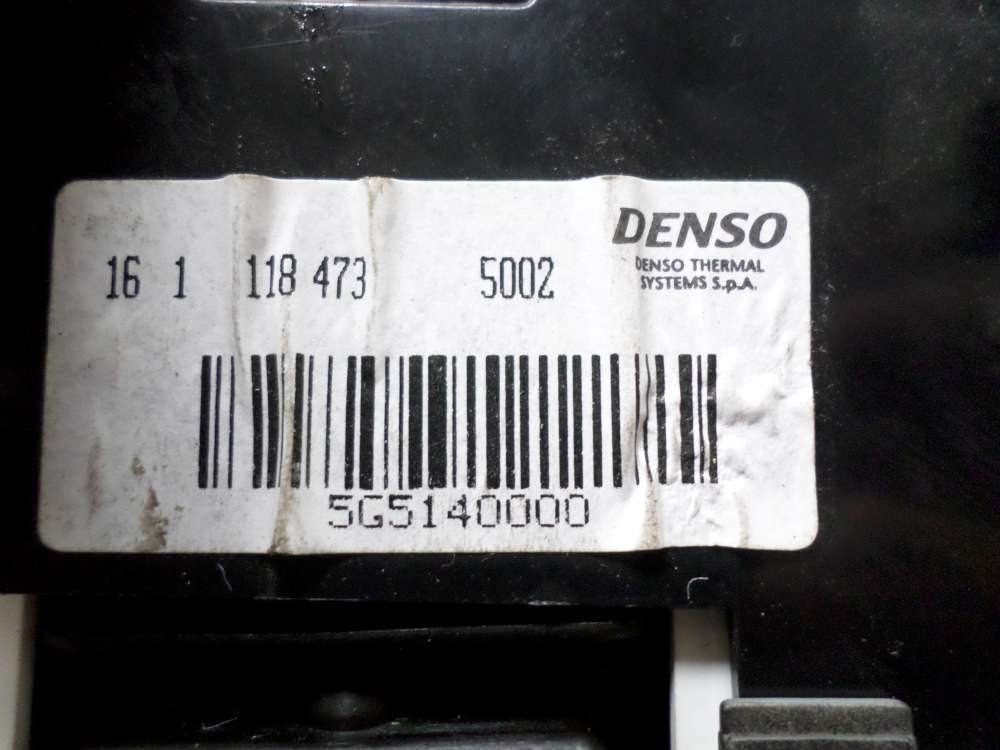 DENSO
DENSO THERMAL
SYSTEMS S.p.A.
16 1 118 473 5002
5G5140000